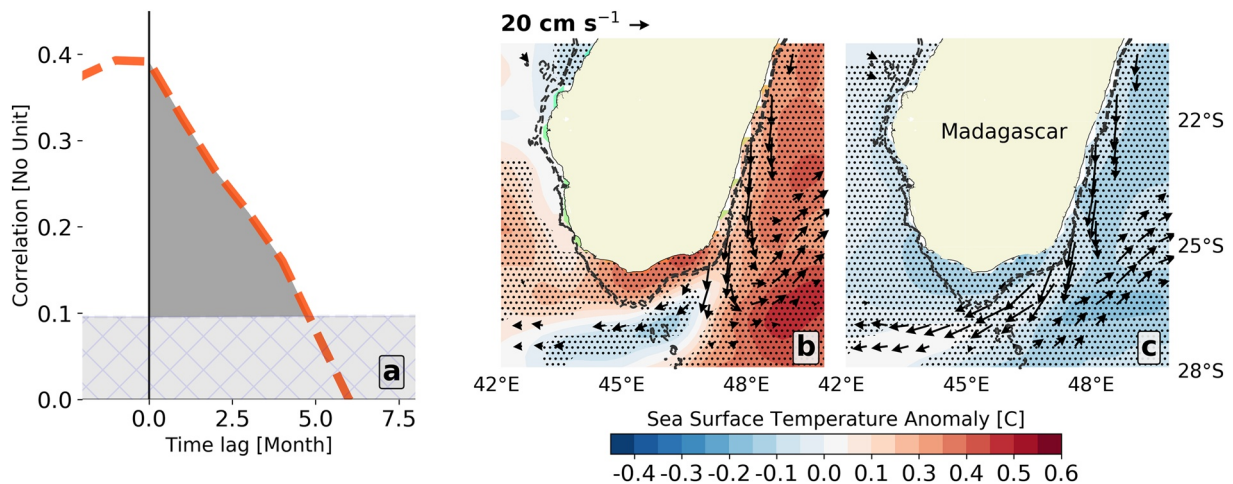 20 cm s⁻¹
0.4
0.3
0.2
0.1
0.0
Correlation [No Unit]
0.0 2.5 5.0 7.5
Time lag [Month]
a
b
Madagascar
c
22°S
25°S
28°S
42°E 45°E 48°E 42°E 45°E 48°E
Sea Surface Temperature Anomaly [C]
-0.4 -0.3 -0.2 -0.1 0.0 0.1 0.3 0.4 0.5 0.6